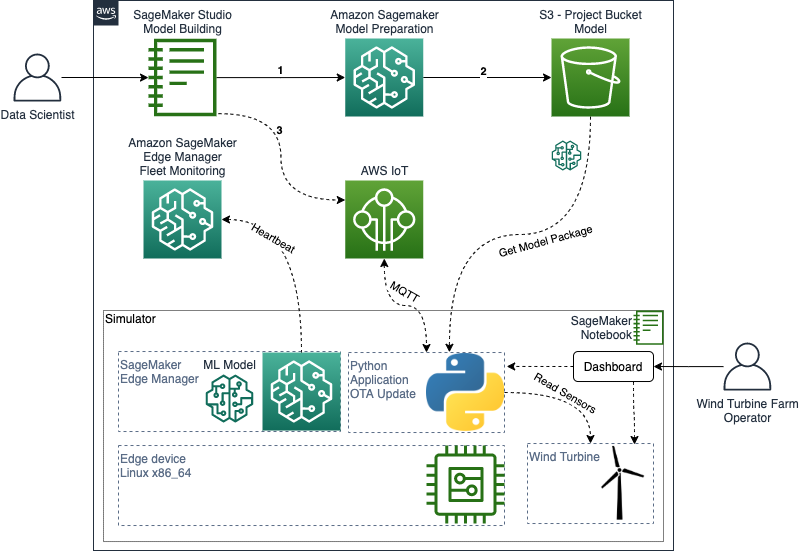 aws
SageMaker Studio
Model Building
Amazon Sagemaker
Model Preparation
S3 - Project Bucket
Model
Data Scientist
1
2
3
Amazon SageMaker
Edge Manager
Fleet Monitoring
AWS IoT
Heartbeat
Get Model Package
MQTT
Simulator
SageMaker
Notebook
SageMaker
Edge Manager
ML Model
Python
Application
OTA Update
Dashboard
Read Sensors
Wind Turbine Farm
Operator
Edge device
Linux x86_64
Wind Turbine